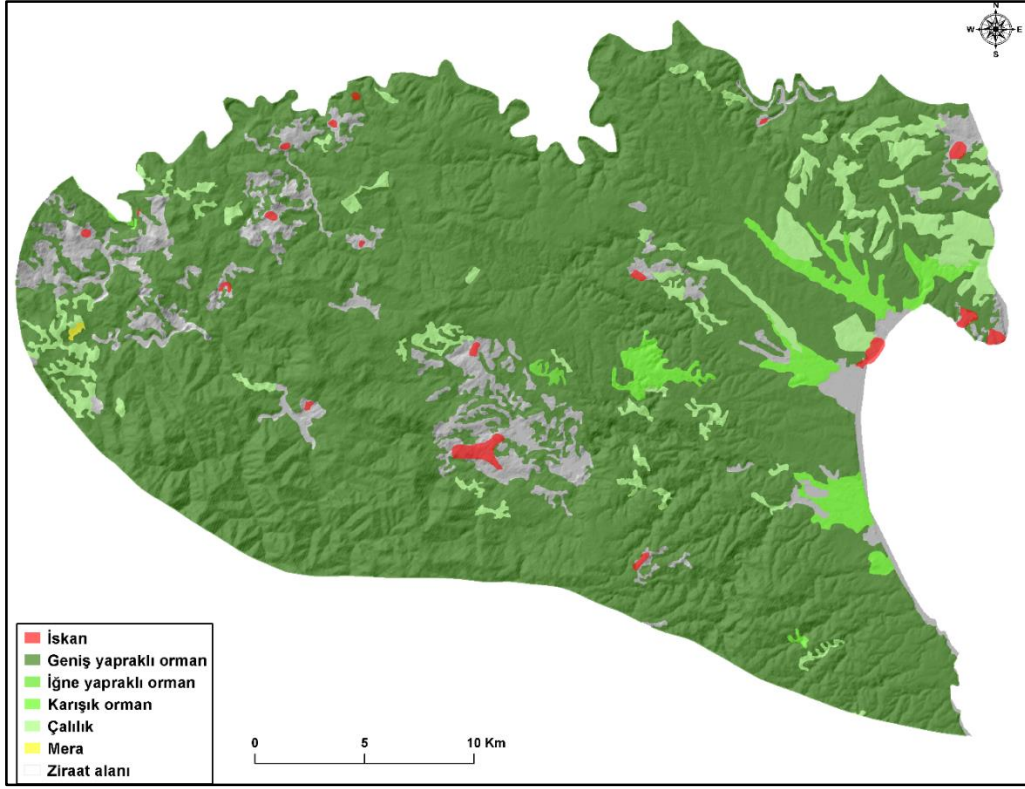 N
W E
S
İskan
Geniş yapraklı orman
İğne yapraklı orman
Karışık orman
Çalılık
Mera
Ziraat alanı
0 5 10 Km